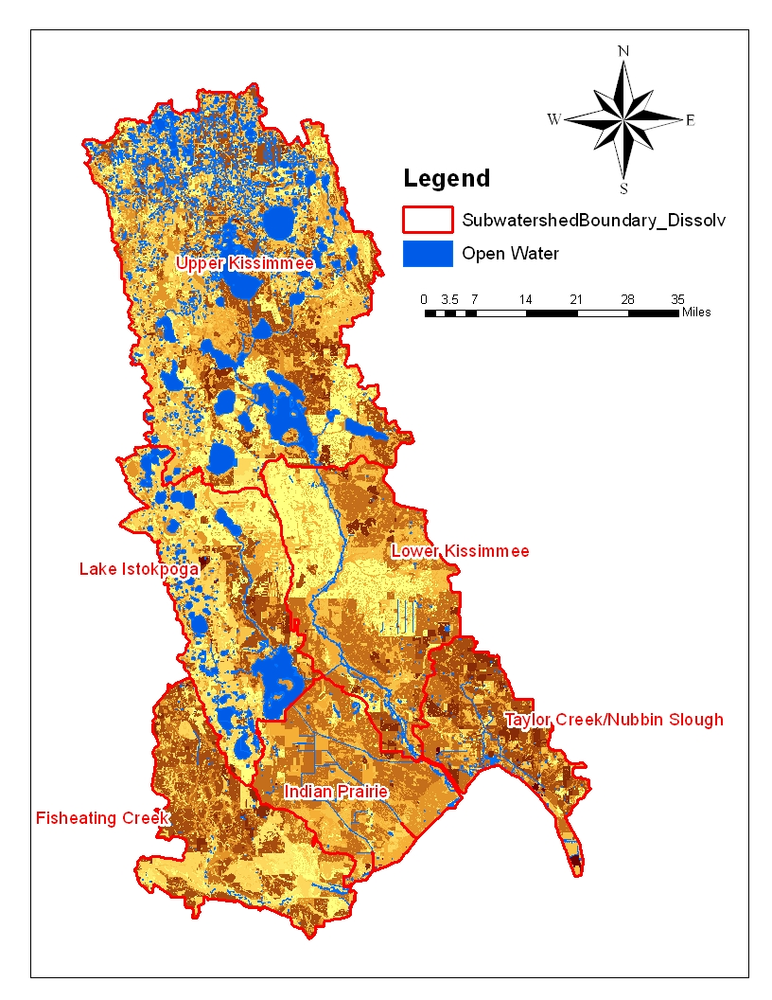 N
W E
S
Legend
SubwatershedBoundary_Dissolv
Open Water
0 3.5 7 14 21 28 35
Miles
Upper Kissimmee
Lower Kissimmee
Lake Istokpoga
Taylor Creek/Nubbin Slough
Indian Prairie
Fisheating Creek